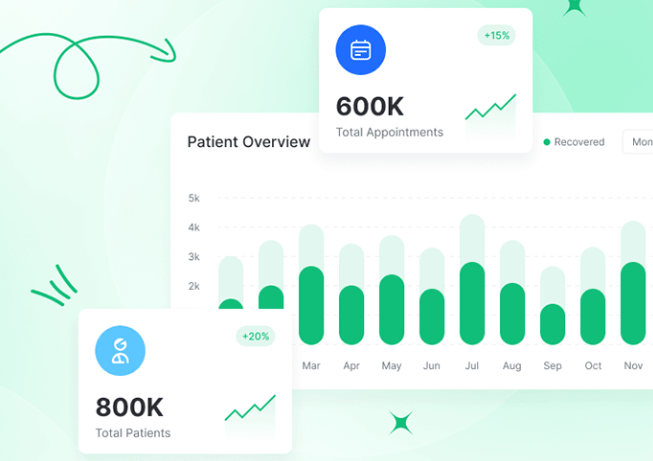 +15%
600K
Total Appointments
Patient Overview
Recovered
5k
4k
3k
2k
Mar Apr May Jun Jul Aug Sep Oct Nov
+20%
800K
Total Patients